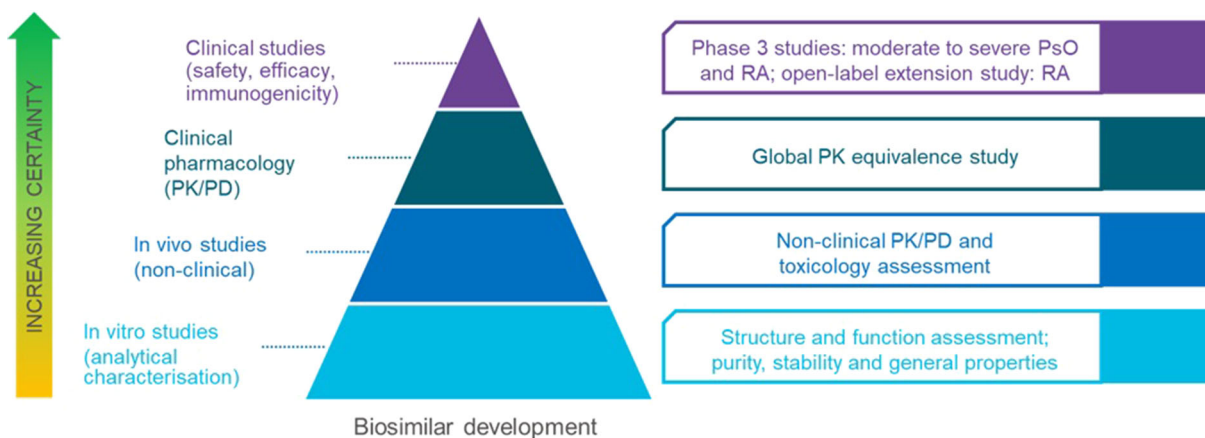 INCREASING CERTAINTY
Clinical studies
(safety, efficacy,
immunogenicity)
Phase 3 studies: moderate to severe PsO
and RA; open-label extension study: RA
Clinical
pharmacology
(PK/PD)
Global PK equivalence study
In vivo studies
(non-clinical)
Non-clinical PK/PD and
toxicology assessment
In vitro studies
(analytical
characterisation)
Structure and function assessment;
purity, stability and general properties
Biosimilar development